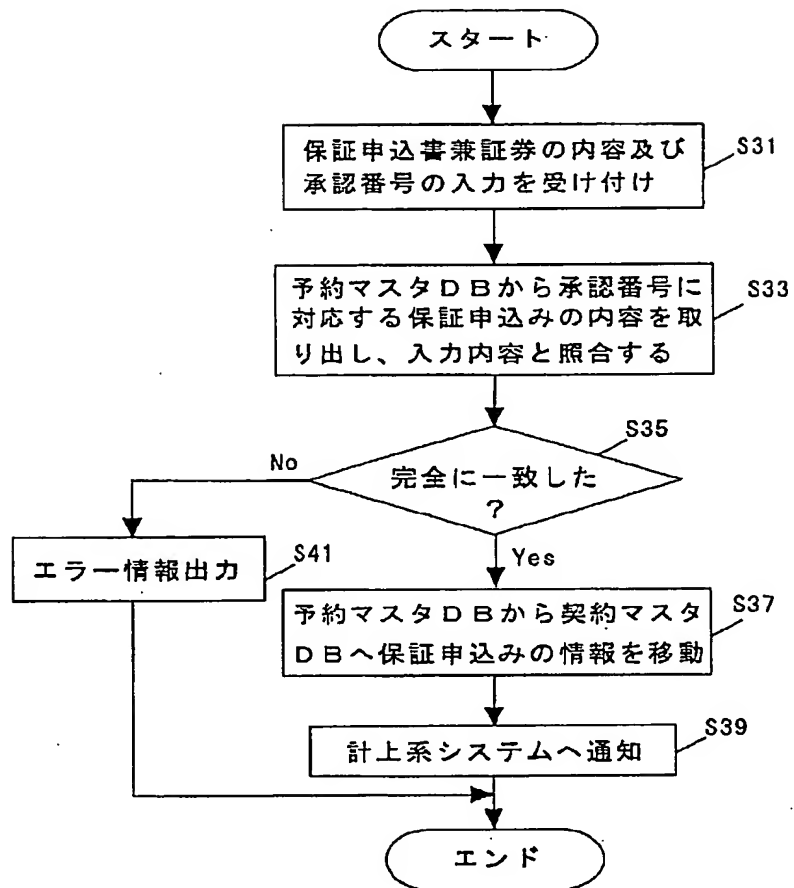 スタート
保証申込書兼証券の内容及び
承認番号の入力を受け付け
S31
予約マスタDBから承認番号に
対応する保証申込みの内容を取
り出し、入力内容と照合する
S33
S35
完全に一致した
?
No
Yes
エラー情報出力
S41
予約マスタDBから契約マスタ
DBへ保証申込みの情報を移動
S37
計上系システムへ通知
S39
エンド